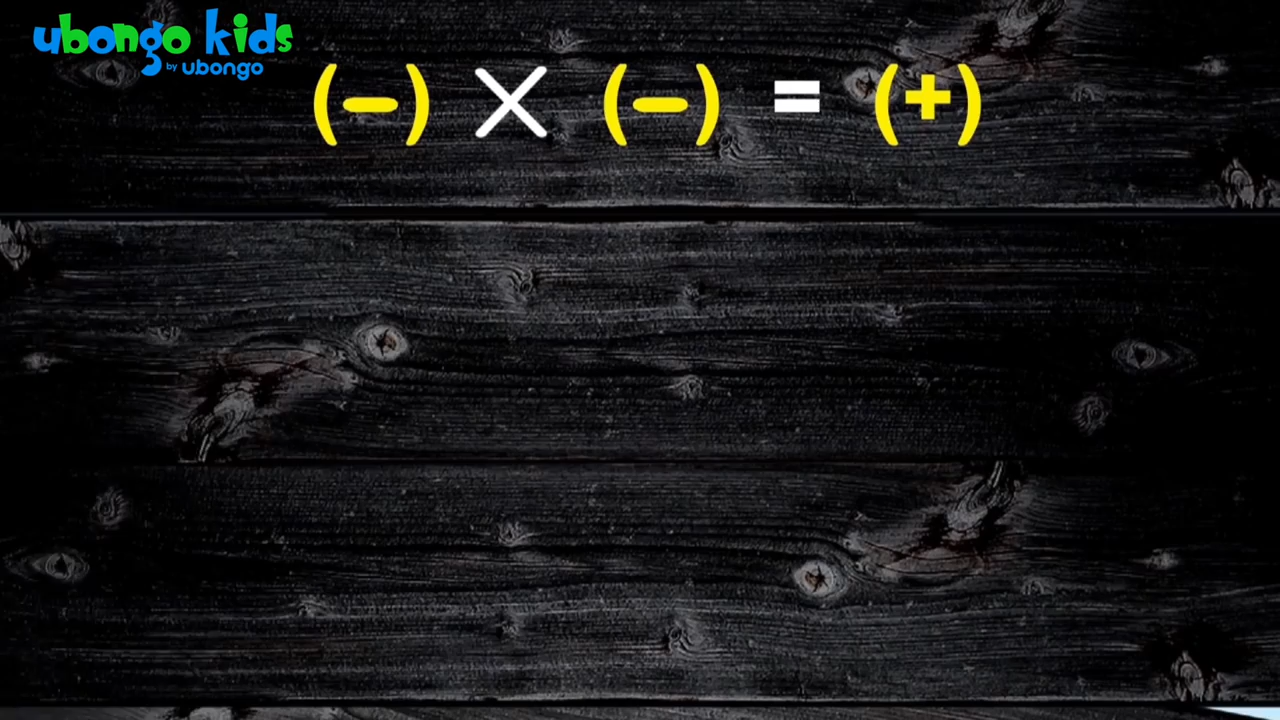 ubongo kids
by ubongo
(-) × (-) = (+)